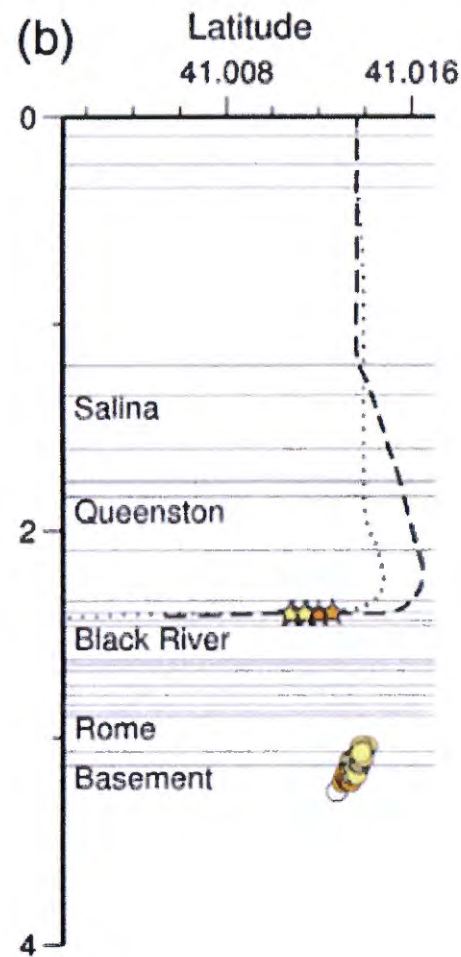 (b)
Latitude
41.008 41.016
0
Salina
Queenston
2
Black River
Rome
Basement
4